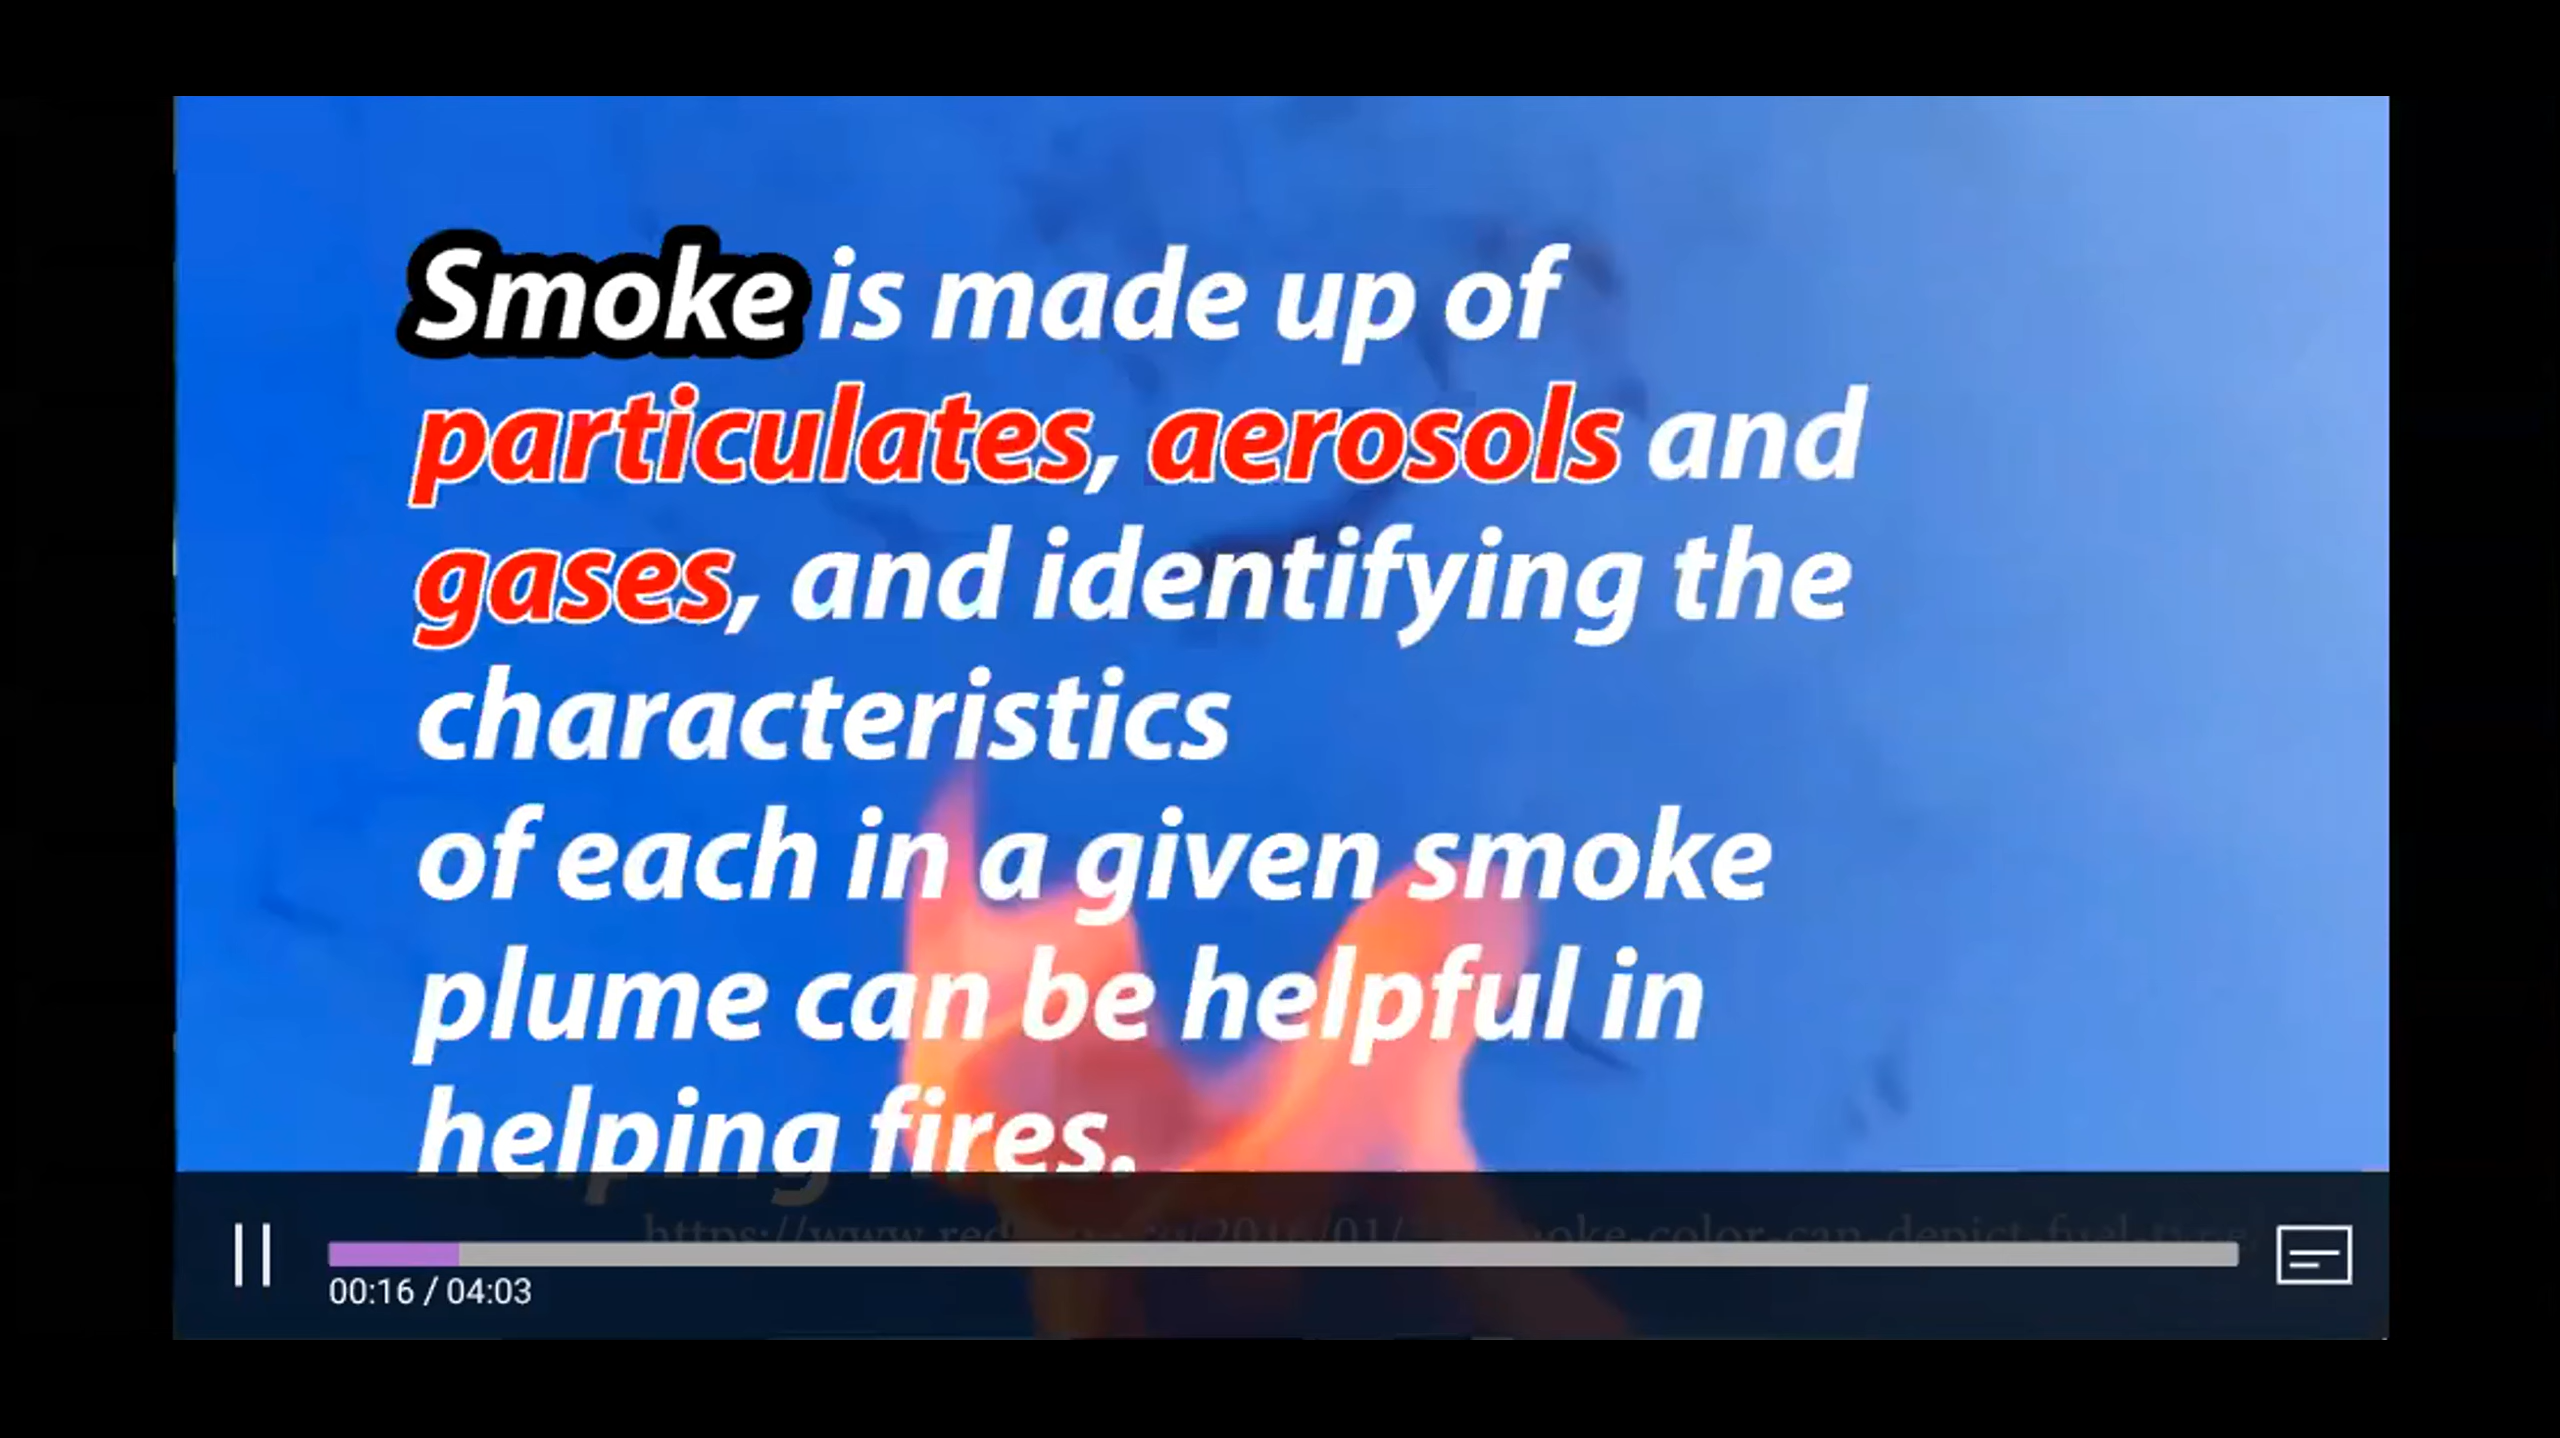 Smoke is made up of
particulates, aerosols and
gases, and identifying the
characteristics
of each in a given smoke
plume can be helpful in
helping fires.
00:16 / 04:03